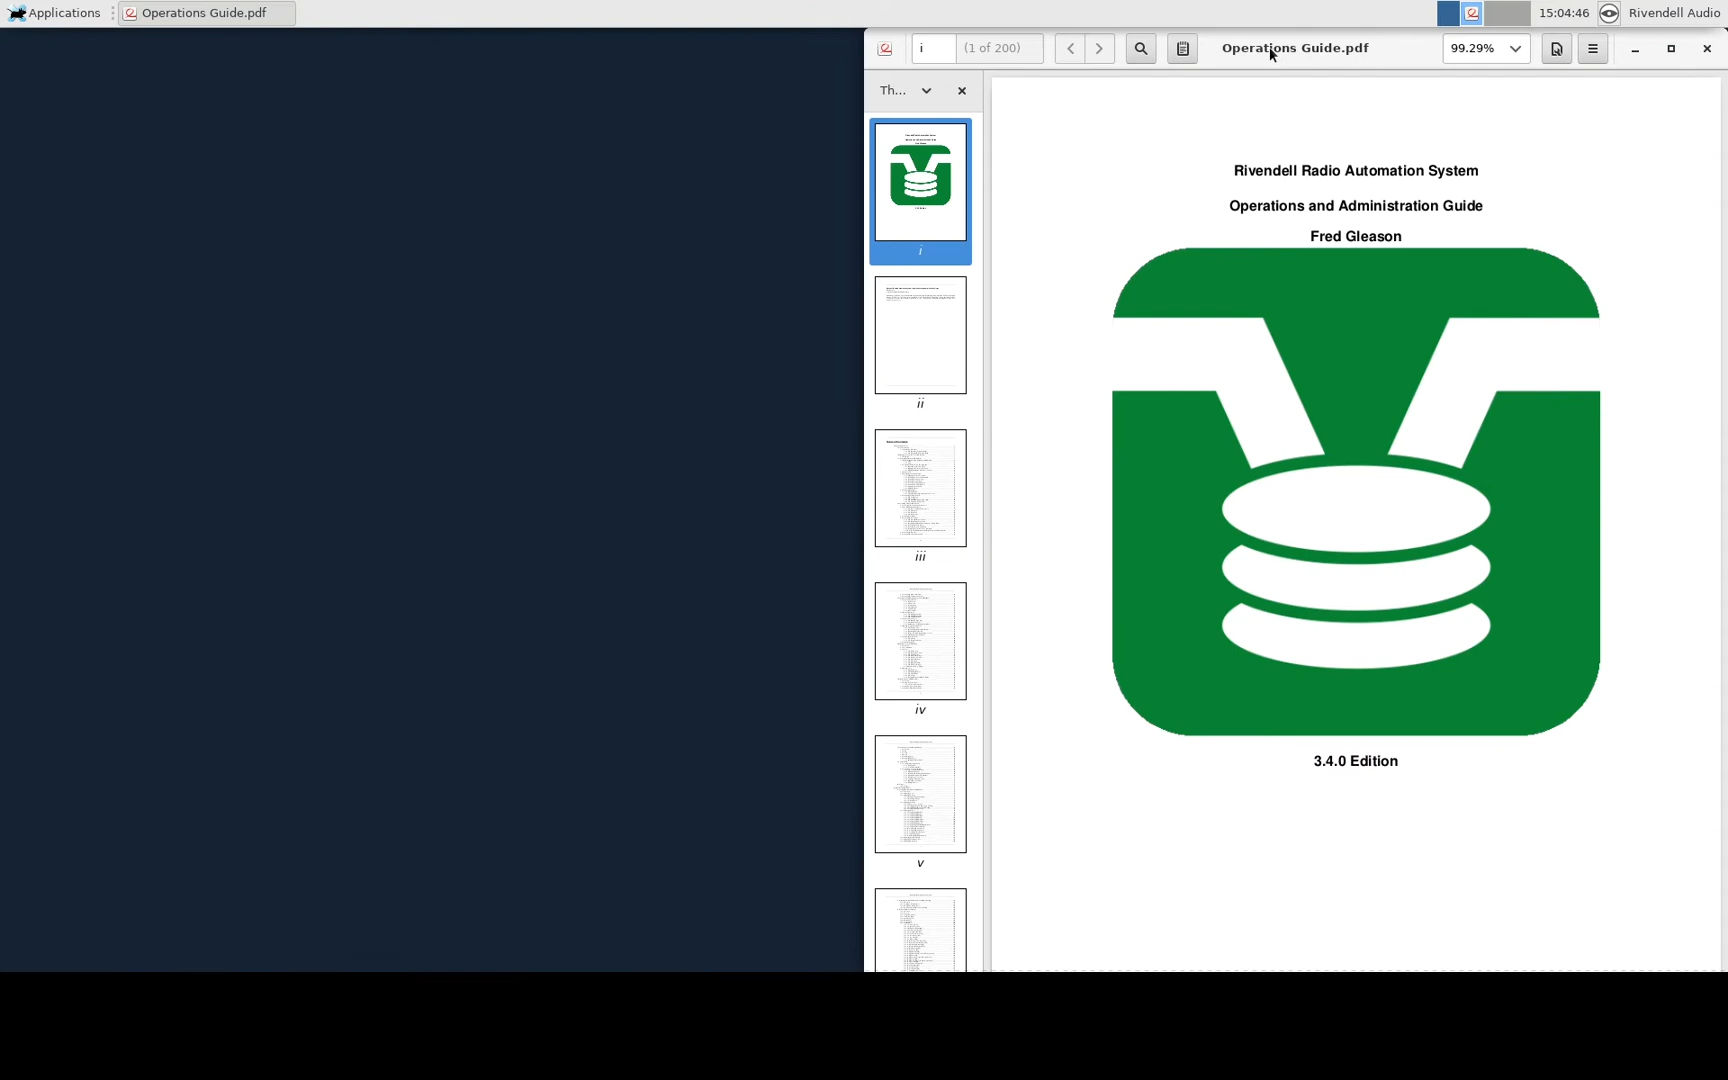 Applications
Operations Guide.pdf
15:04:46
Rivendell Audio
i
(1 of 200)
Operations Guide.pdf
99.29%
Th...
i
ii
iii
iv
v
Rivendell Radio Automation System
Operations and Administration Guide
Fred Gleason
3.4.0 Edition